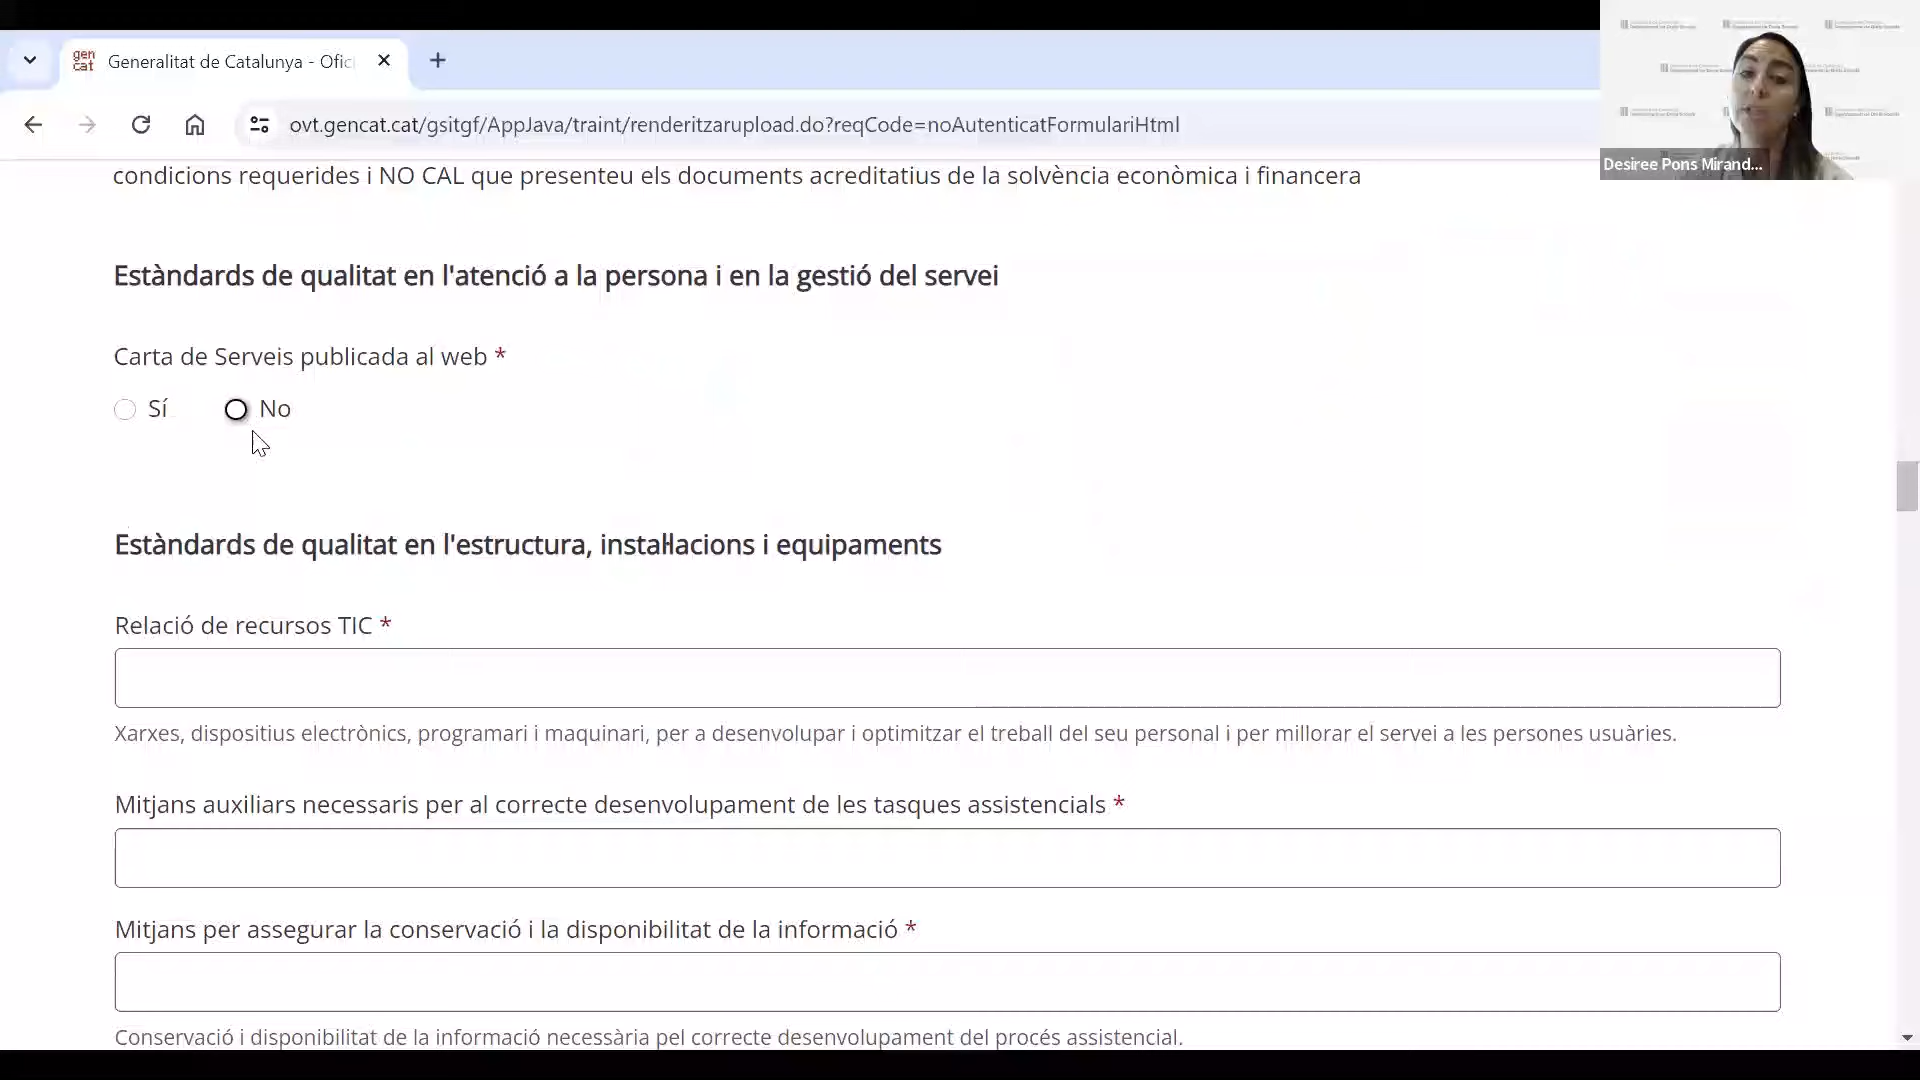 gen
cat
Generalitat de Catalunya - Ofici
ovt.gencat.cat/gsitgf/AppJava/traint/renderitzarupload.do?reqCode=noAutenticatFormulariHtml
Desiree Pons Mirand...
condicions requerides i NO CAL que presenteu els documents acreditatius de la solvència econòmica i financera
Estàndards de qualitat en l'atenció a la persona i en la gestió del servei
Carta de Serveis publicada al web *
Sí No
Estàndards de qualitat en l'estructura, instal·lacions i equipaments
Relació de recursos TIC *
Xarxes, dispositius electrònics, programari i maquinari, per a desenvolupar i optimitzar el treball del seu personal i per millorar el servei a les persones usuàries.
Mitjans auxiliars necessaris per al correcte desenvolupament de les tasques assistencials *
Mitjans per assegurar la conservació i la disponibilitat de la informació *
Conservació i disponibilitat de la informació necessària pel correcte desenvolupament del procés assistencial.